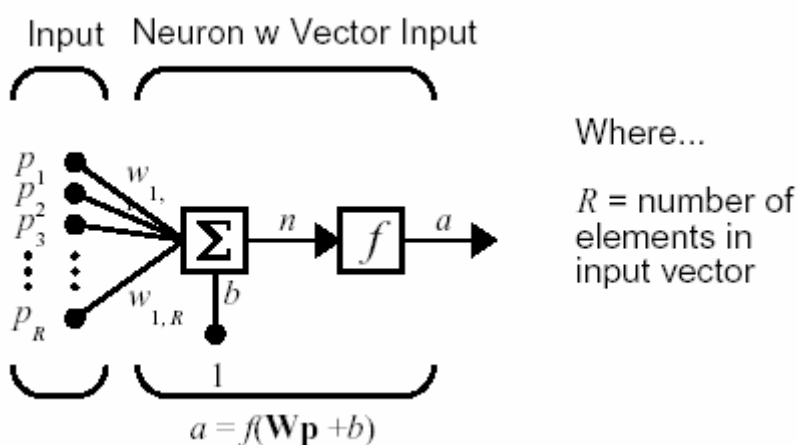 Input Neuron w Vector Input
p1
p2
p3
pR
w1,
w1, R
Σ
n
f
a
b
1
a = f(Wp +b)
Where...
R = number of
elements in
input vector